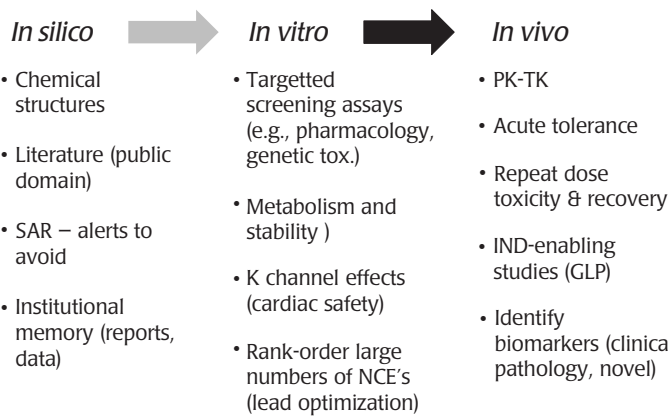 In silico
In vitro
In vivo
• Chemical
structures
• Literature (public
domain)
• SAR – alerts to
avoid
• Institutional
memory (reports,
data)
• Targetted
screening assays
(e.g., pharmacology,
genetic tox.)
• Metabolism and
stability )
• K channel effects
(cardiac safety)
• Rank-order large
numbers of NCE's
(lead optimization)
• PK-TK
• Acute tolerance
• Repeat dose
toxicity & recovery
• IND-enabling
studies (GLP)
• Identify
biomarkers (clinica
pathology, novel)